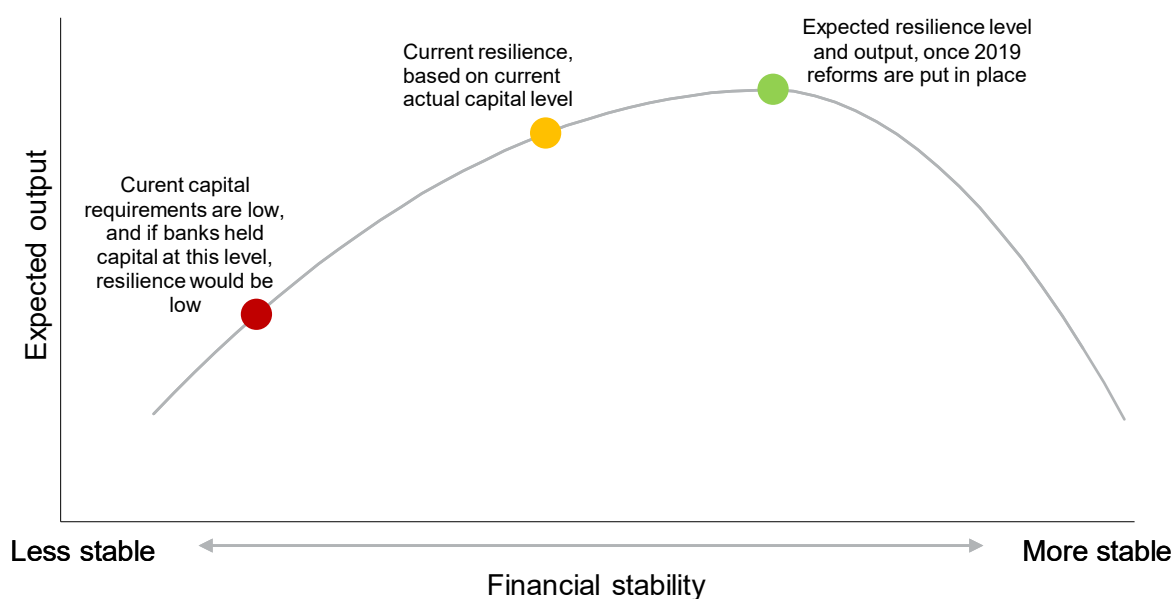 Expected resilience level
and output, once 2019
reforms are put in place
Current resilience,
based on current
actual capital level
Curent capital
requirements are low,
and if banks held
capital at this level,
resilience would be
low
Expected output
Less stable
More stable
Financial stability